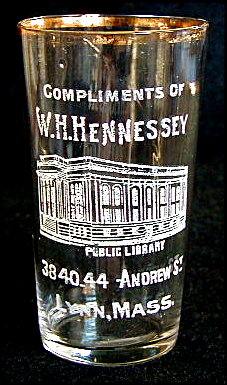 COMPLIMENTS OF
W.H.HENNESSEY
PUBLIC LIBRARY
38.40.44 ANDREW ST.
LYNN, MASS.